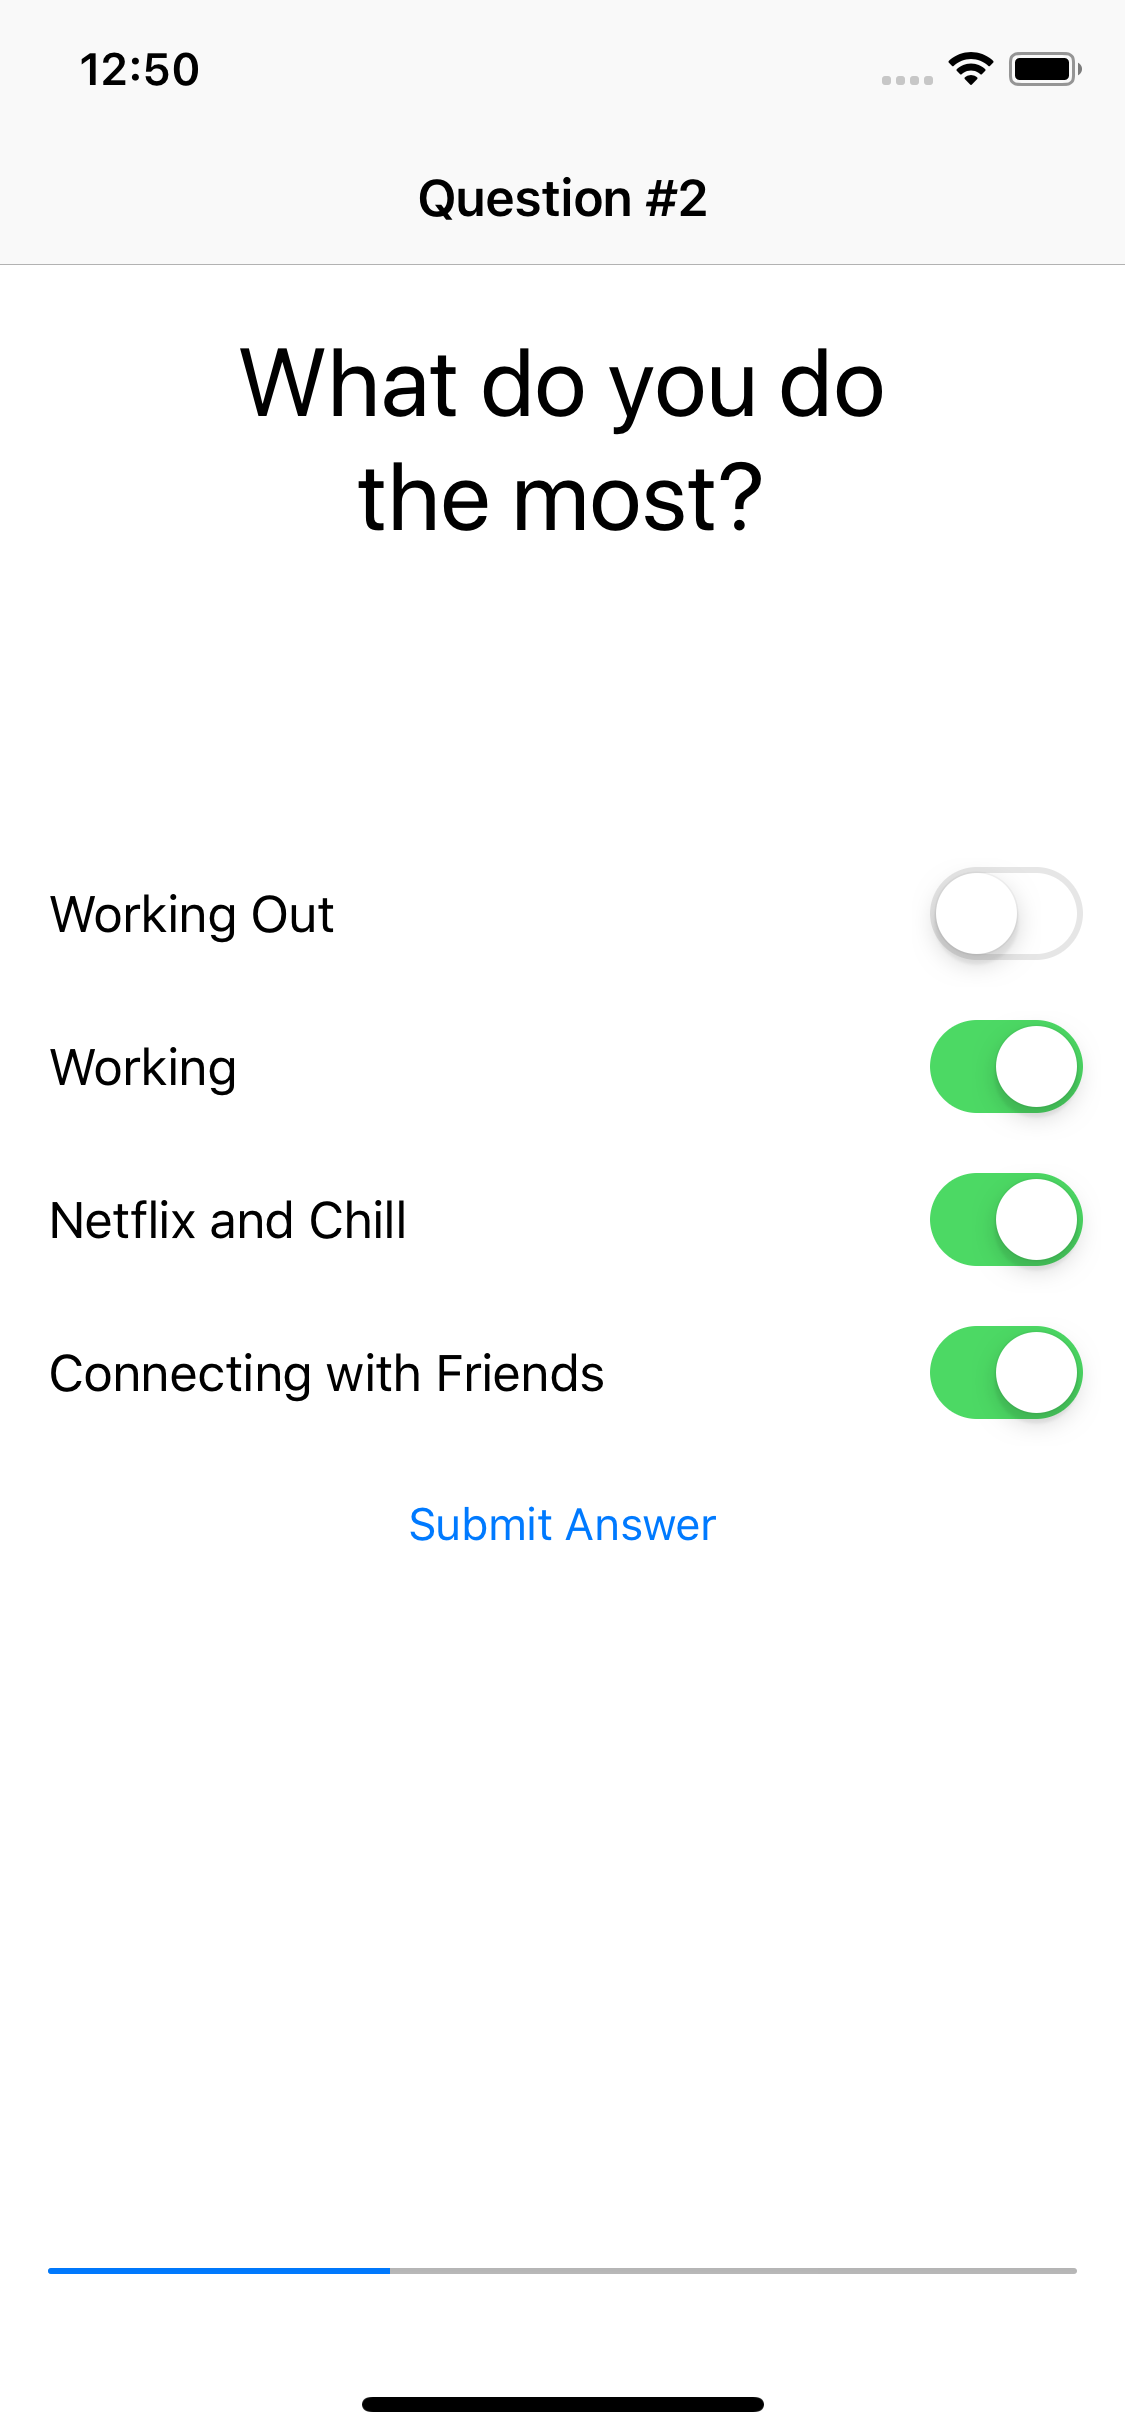 12:50
Question #2
What do you do
the most?
Working Out
Working
Netflix and Chill
Connecting with Friends
Submit Answer